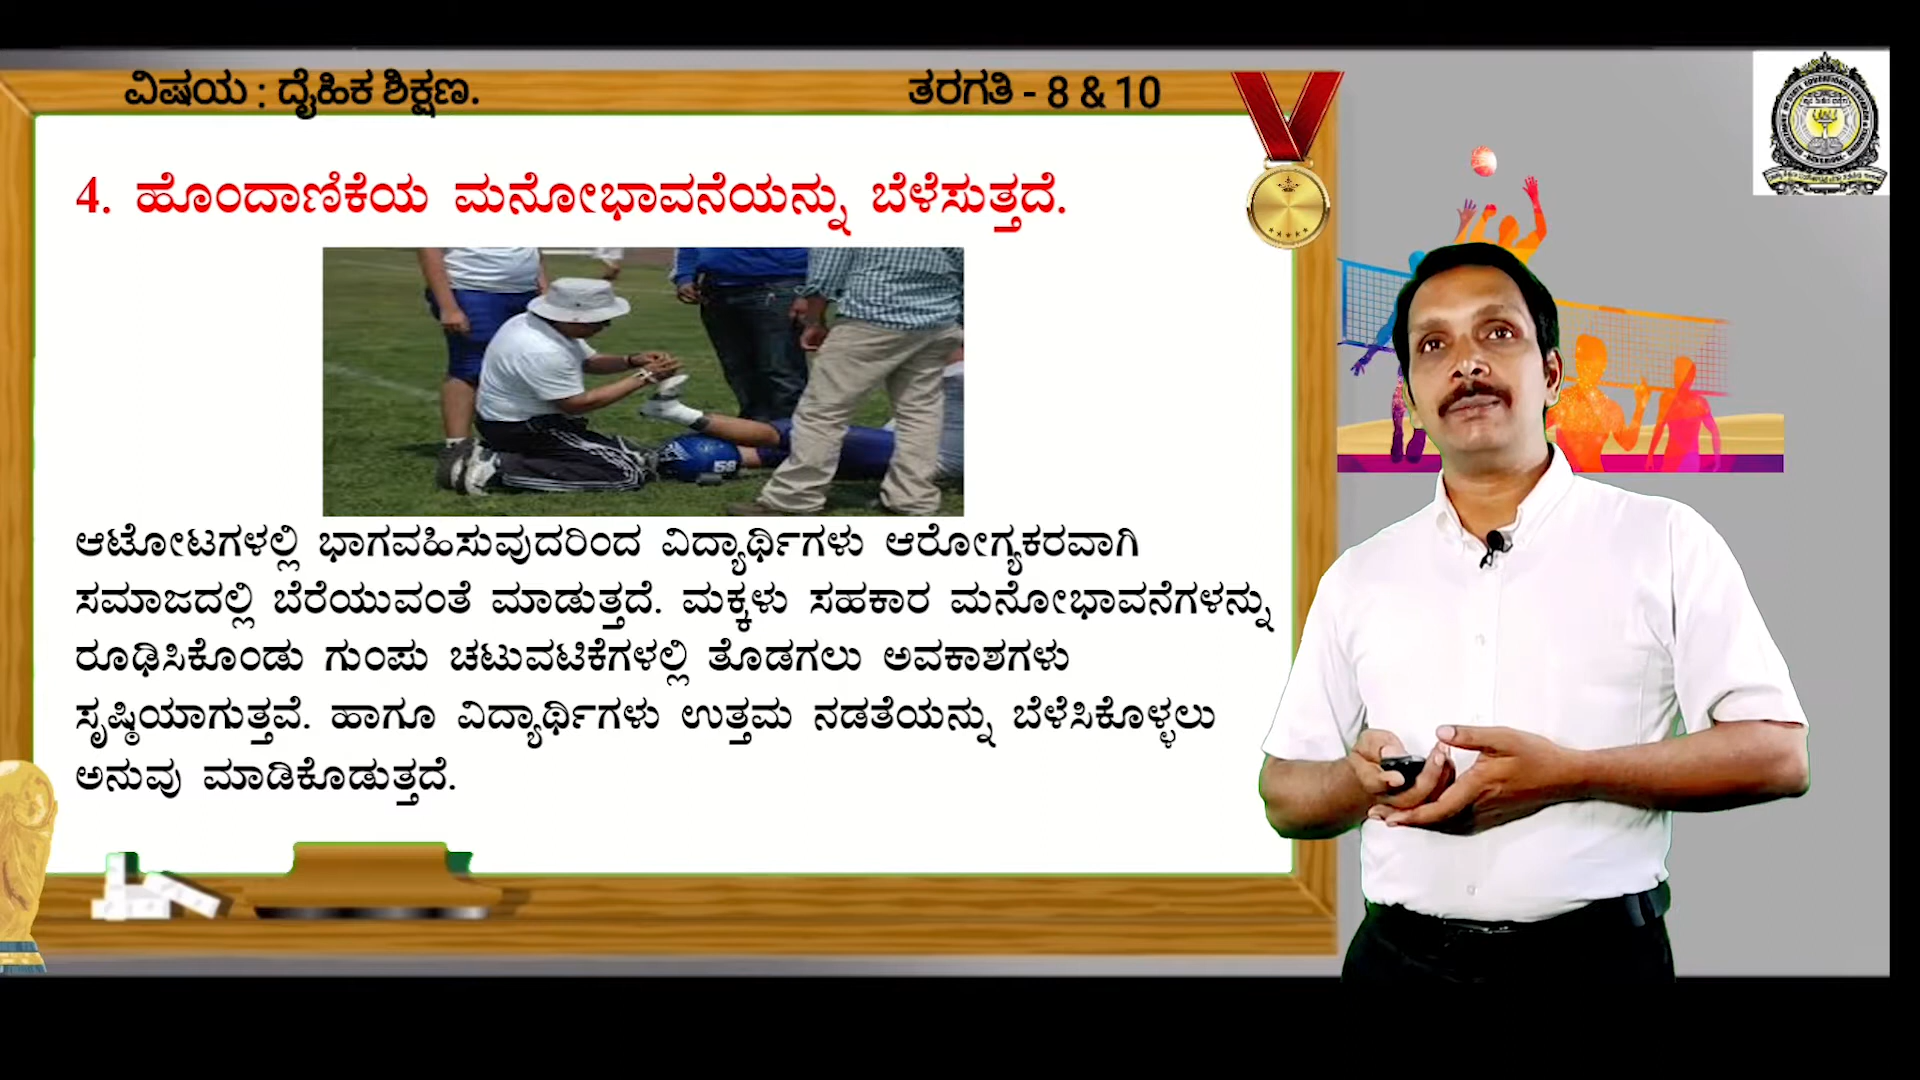 ವಿಷಯ : ದೈಹಿಕ ಶಿಕ್ಷಣ.
ತರಗತಿ - 8 & 10
4. ಹೊಂದಾಣಿಕೆಯ ಮನೋಭಾವನೆಯನ್ನು ಬೆಳೆಸುತ್ತದೆ.
58
ಆಟೋಟಗಳಲ್ಲಿ ಭಾಗವಹಿಸುವುದರಿಂದ ವಿದ್ಯಾರ್ಥಿಗಳು ಆರೋಗ್ಯಕರವಾಗಿ
ಸಮಾಜದಲ್ಲಿ ಬೆರೆಯುವಂತೆ ಮಾಡುತ್ತದೆ. ಮಕ್ಕಳು ಸಹಕಾರ ಮನೋಭಾವನೆಗಳನ್ನು
ರೂಢಿಸಿಕೊಂಡು ಗುಂಪು ಚಟುವಟಿಕೆಗಳಲ್ಲಿ ತೊಡಗಲು ಅವಕಾಶಗಳು
ಸೃಷ್ಠಿಯಾಗುತ್ತವೆ. ಹಾಗೂ ವಿದ್ಯಾರ್ಥಿಗಳು ಉತ್ತಮ ನಡತೆಯನ್ನು ಬೆಳೆಸಿಕೊಳ್ಳಲು
ಅನುವು ಮಾಡಿಕೊಡುತ್ತದೆ.